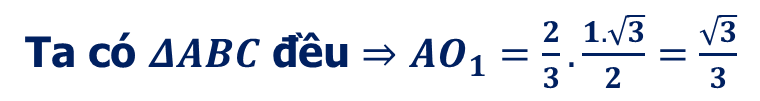 Ta có ΔABC đều ⇒ AO₁ = 2/3 . 1.√3/2 = √3/3